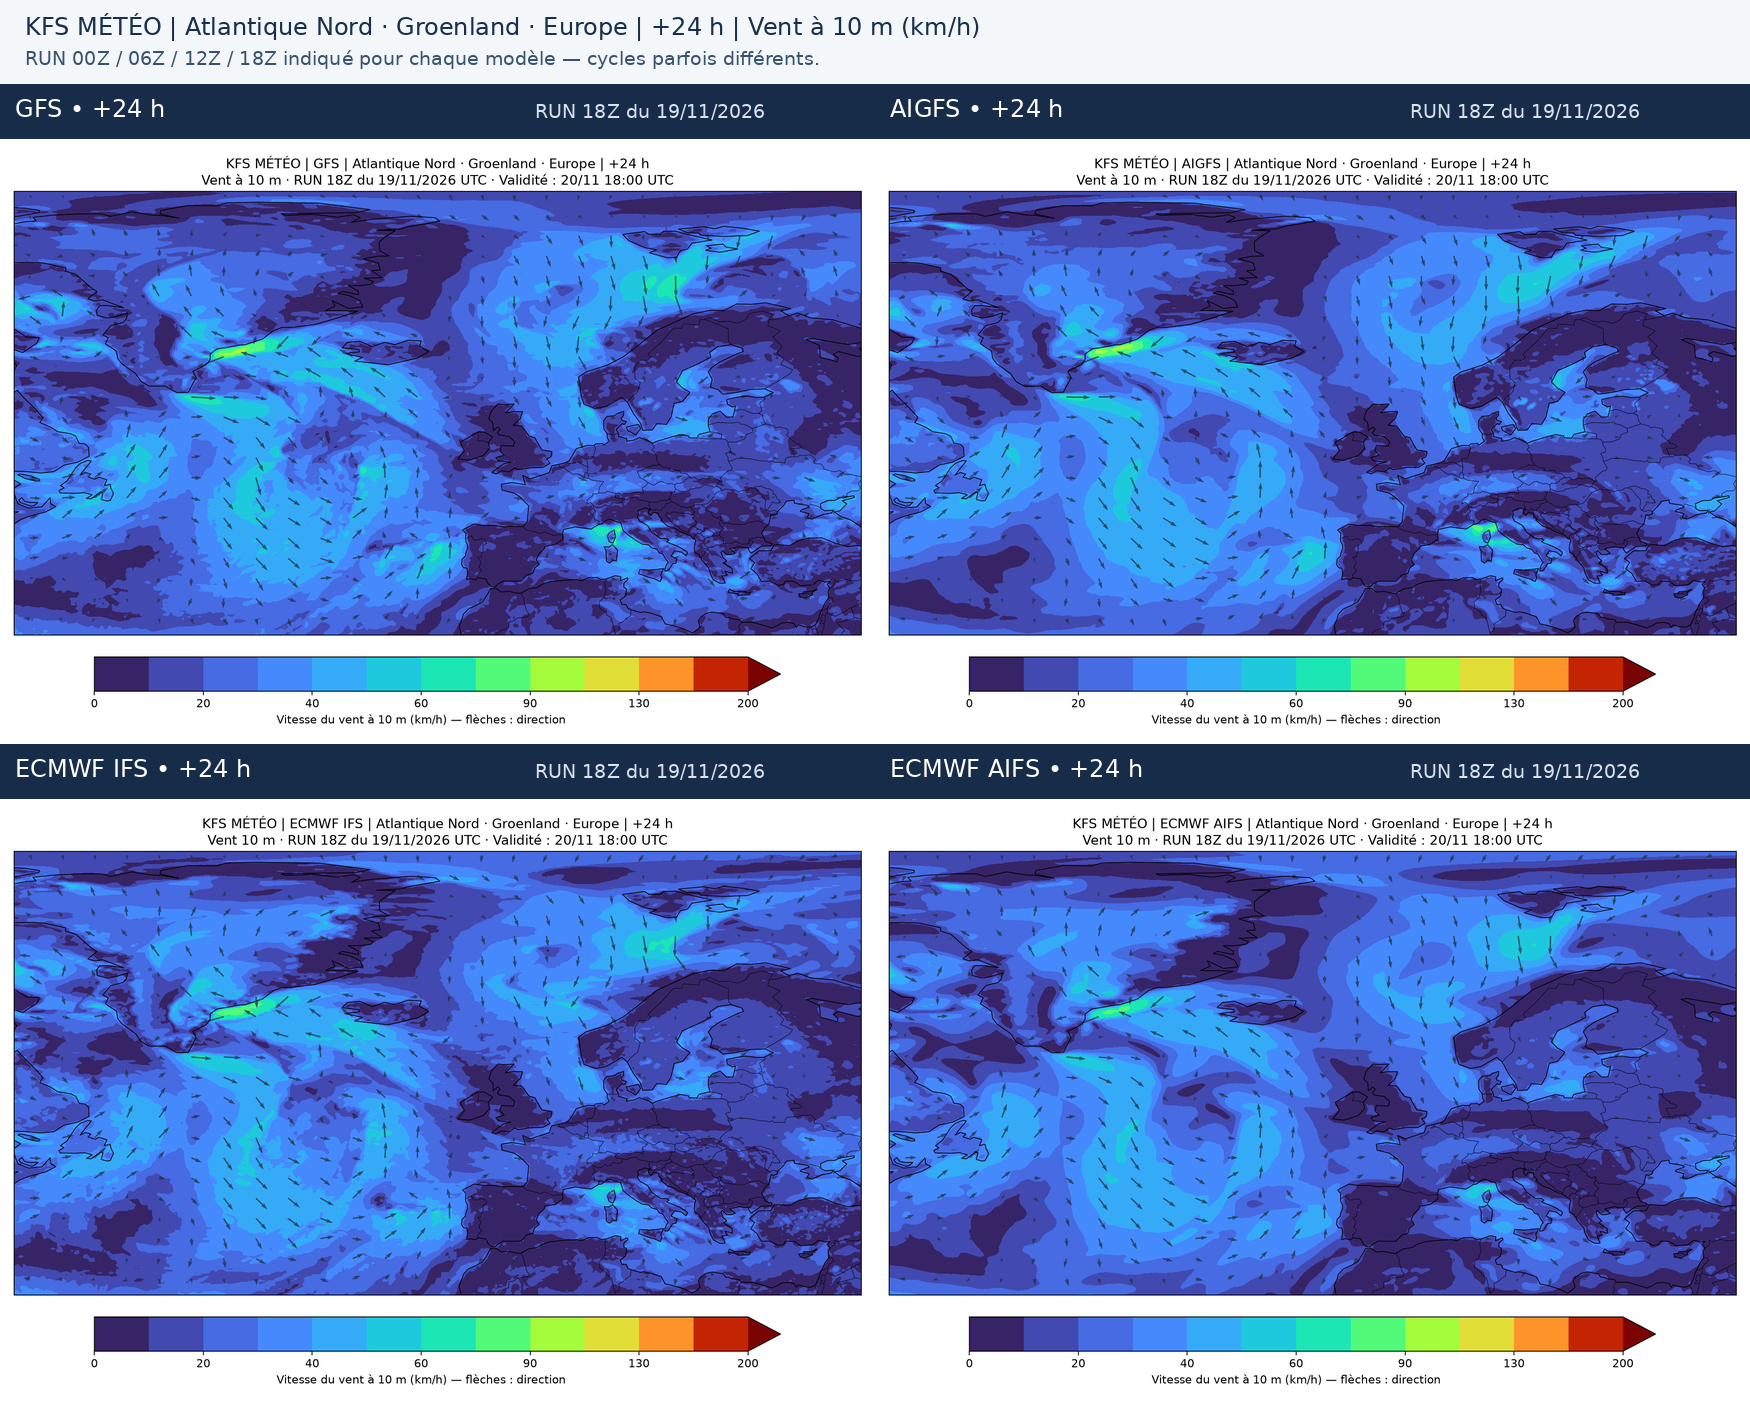 KFS MÉTÉO | Atlantique Nord · Groenland · Europe | +24 h | Vent à 10 m (km/h)
RUN 00Z / 06Z / 12Z / 18Z indiqué pour chaque modèle — cycles parfois différents.
GFS • +24 h RUN 18Z du 19/11/2026
KFS MÉTÉO | GFS | Atlantique Nord · Groenland · Europe | +24 h
Vent à 10 m · RUN 18Z du 19/11/2026 UTC · Validité : 20/11 18:00 UTC
0 20 40 60 90 130 200
Vitesse du vent à 10 m (km/h) — flèches : direction
AIGFS • +24 h RUN 18Z du 19/11/2026
KFS MÉTÉO | AIGFS | Atlantique Nord · Groenland · Europe | +24 h
Vent à 10 m · RUN 18Z du 19/11/2026 UTC · Validité : 20/11 18:00 UTC
0 20 40 60 90 130 200
Vitesse du vent à 10 m (km/h) — flèches : direction
ECMWF IFS • +24 h RUN 18Z du 19/11/2026
KFS MÉTÉO | ECMWF IFS | Atlantique Nord · Groenland · Europe | +24 h
Vent 10 m · RUN 18Z du 19/11/2026 UTC · Validité : 20/11 18:00 UTC
0 20 40 60 90 130 200
Vitesse du vent à 10 m (km/h) — flèches : direction
ECMWF AIFS • +24 h RUN 18Z du 19/11/2026
KFS MÉTÉO | ECMWF AIFS | Atlantique Nord · Groenland · Europe | +24 h
Vent 10 m · RUN 18Z du 19/11/2026 UTC · Validité : 20/11 18:00 UTC
0 20 40 60 90 130 200
Vitesse du vent à 10 m (km/h) — flèches : direction